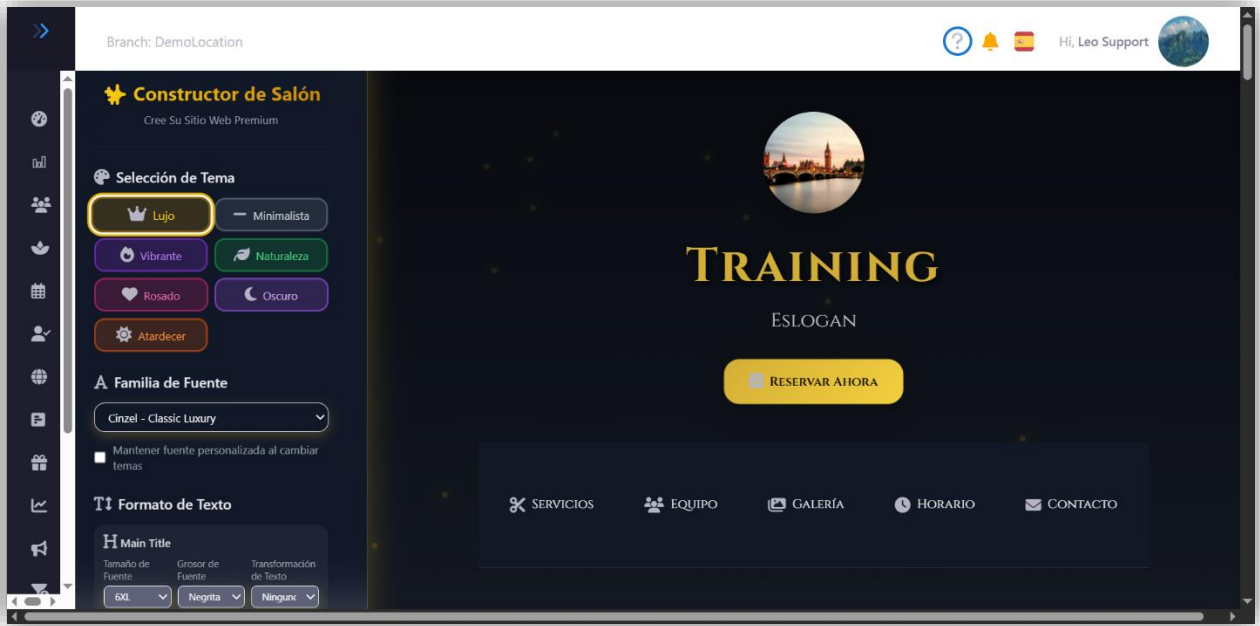 Branch: DemoLocation
Hi, Leo Support
Constructor de Salón
Cree Su Sitio Web Premium
Selección de Tema
Lujo
Minimalista
Vibrante
Naturaleza
Rosado
Oscuro
Atardecer
Familia de Fuente
Cinzel - Classic Luxury
Mantener fuente personalizada al cambiar
temas
Formato de Texto
Main Title
Tamaño de
Fuente
Grosor de
Fuente
Transformación
de Texto
6XL
Negrita
Training
Eslogan
Reservar Ahora
Servicios
Equipo
Galería
Horario
Contacto